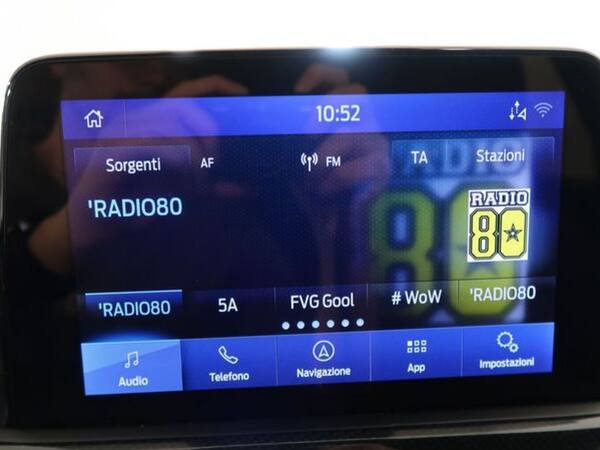 10:52
Sorgenti AF FM TA Stazioni
'RADIO80
RADIO
80
'RADIO80 5A FVG Gool # WoW 'RADIO80
Audio Telefono Navigazione App Impostazioni